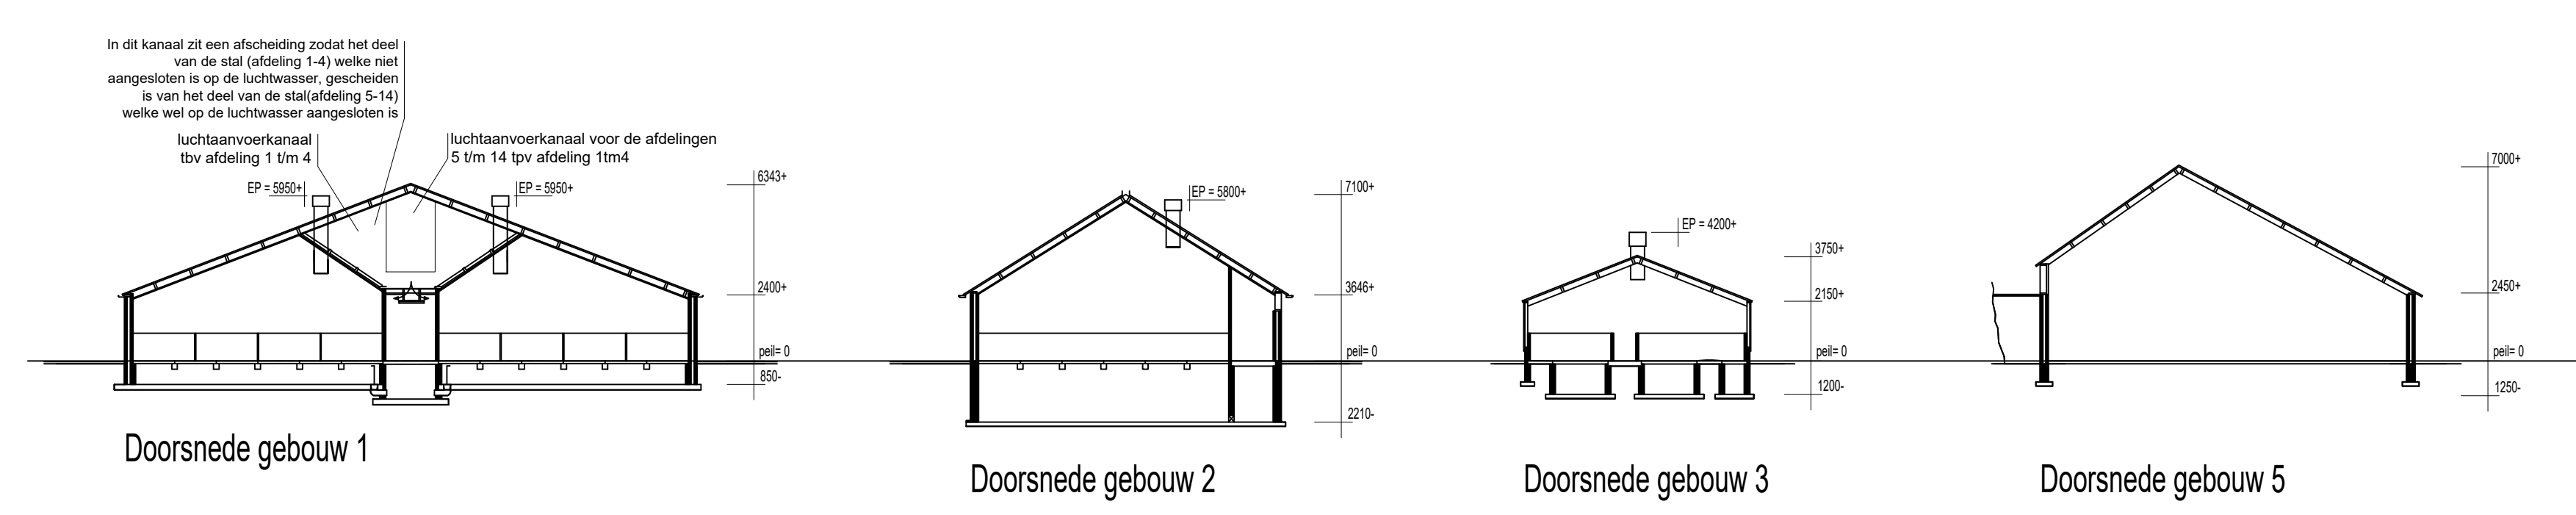 In dit kanaal zit een afscheiding zodat het deel
van de stal (afdeling 1-4) welke niet
aangesloten is op de luchtwasser, gescheiden
is van het deel van de stal(afdeling 5-14)
welke wel op de luchtwasser aangesloten is
luchtaanvoerkanaal
tbv afdeling 1 t/m 4
luchtaanvoerkanaal voor de afdelingen
5 t/m 14 tpv afdeling 1tm4
EP = 5950+
EP = 5950+
6343+
2400+
peil= 0
850-
Doorsnede gebouw 1
EP = 5800+
7100+
3646+
peil= 0
2210-
Doorsnede gebouw 2
EP = 4200+
3750+
2150+
peil= 0
1200-
Doorsnede gebouw 3
7000+
2450+
peil= 0
1250-
Doorsnede gebouw 5